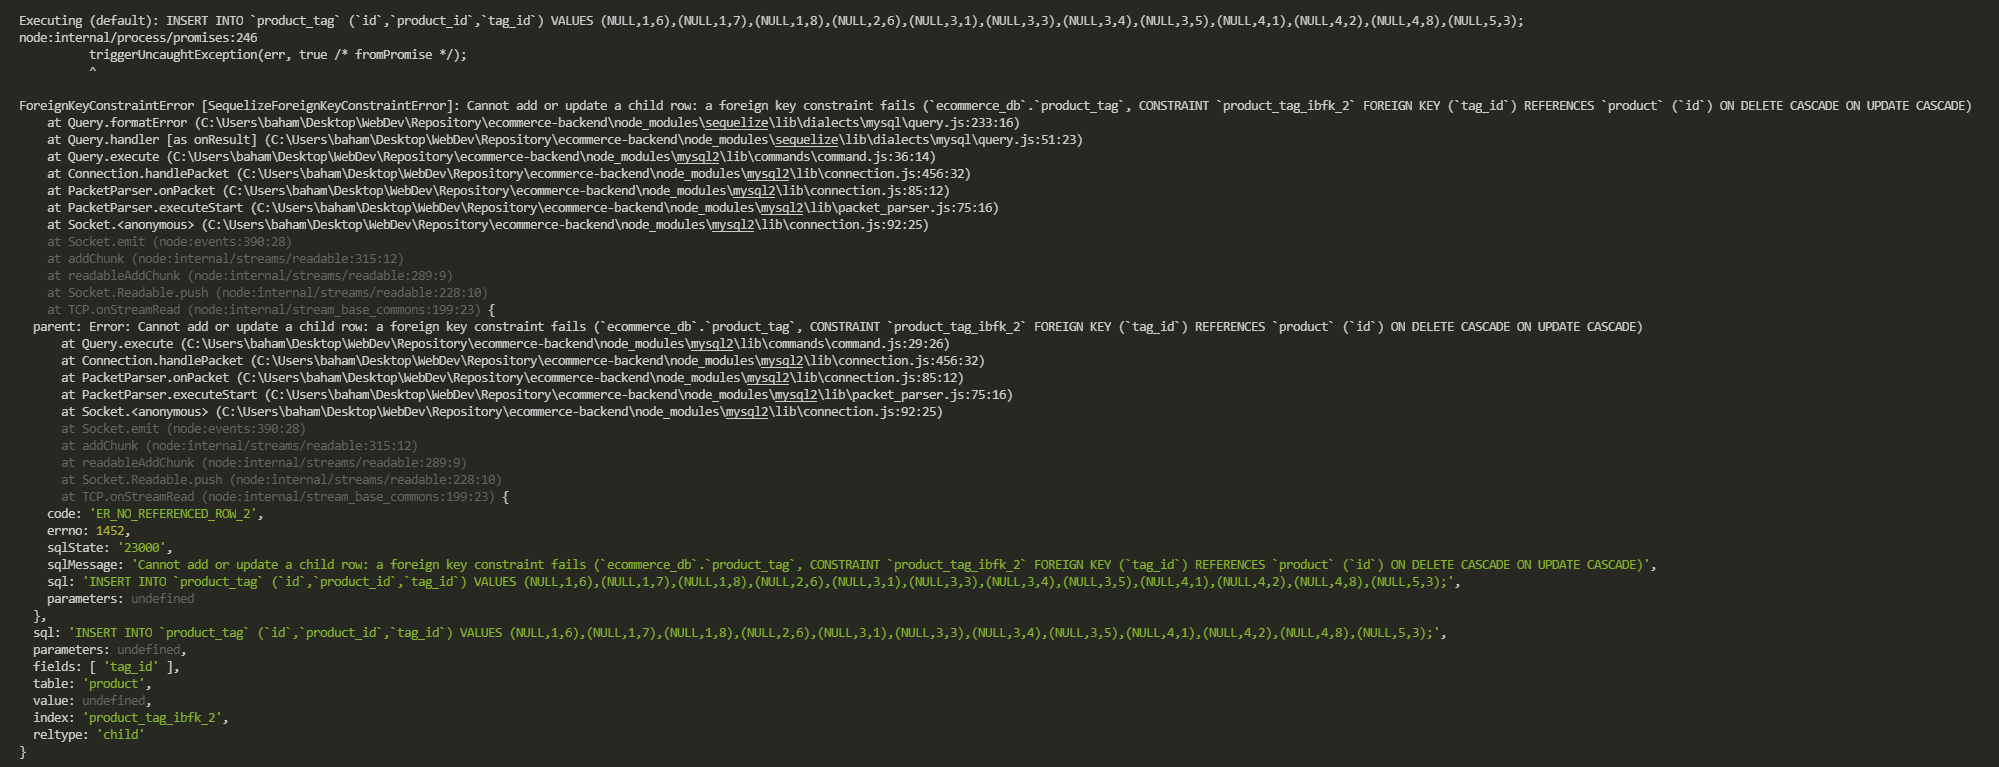 Executing (default): INSERT INTO `product_tag` (`id`,`product_id`,`tag_id`) VALUES (NULL,1,6),(NULL,1,7),(NULL,1,8),(NULL,2,6),(NULL,3,1),(NULL,3,3),(NULL,3,4),(NULL,3,5),(NULL,4,1),(NULL,4,2),(NULL,4,8),(NULL,5,3);
node:internal/process/promises:246
triggerUncaughtException(err, true /* fromPromise */);
^
ForeignKeyConstraintError [SequelizeForeignKeyConstraintError]: Cannot add or update a child row: a foreign key constraint fails (`ecommerce_db`.`product_tag`, CONSTRAINT `product_tag_ibfk_2` FOREIGN KEY (`tag_id`) REFERENCES `product` (`id`) ON DELETE CASCADE ON UPDATE CASCADE)
at Query.formatError (C:\Users\baham\Desktop\WebDev\Repository\ecommerce-backend\node_modules\sequelize\lib\dialects\mysql\query.js:233:16)
at Query.handler [as onResult] (C:\Users\baham\Desktop\WebDev\Repository\ecommerce-backend\node_modules\sequelize\lib\dialects\mysql\query.js:51:23)
at Query.execute (C:\Users\baham\Desktop\WebDev\Repository\ecommerce-backend\node_modules\mysql2\lib\commands\command.js:36:14)
at Connection.handlePacket (C:\Users\baham\Desktop\WebDev\Repository\ecommerce-backend\node_modules\mysql2\lib\connection.js:456:32)
at PacketParser.onPacket (C:\Users\baham\Desktop\WebDev\Repository\ecommerce-backend\node_modules\mysql2\lib\connection.js:85:12)
at PacketParser.executeStart (C:\Users\baham\Desktop\WebDev\Repository\ecommerce-backend\node_modules\mysql2\lib\packet_parser.js:75:16)
at Socket.<anonymous> (C:\Users\baham\Desktop\WebDev\Repository\ecommerce-backend\node_modules\mysql2\lib\connection.js:92:25)
at Socket.emit (node:events:390:28)
at addChunk (node:internal/streams/readable:315:12)
at readableAddChunk (node:internal/streams/readable:289:9)
at Socket.Readable.push (node:internal/streams/readable:228:10)
at TCP.onStreamRead (node:internal/stream_base_commons:199:23) {
parent: Error: Cannot add or update a child row: a foreign key constraint fails (`ecommerce_db`.`product_tag`, CONSTRAINT `product_tag_ibfk_2` FOREIGN KEY (`tag_id`) REFERENCES `product` (`id`) ON DELETE CASCADE ON UPDATE CASCADE)
at Query.execute (C:\Users\baham\Desktop\WebDev\Repository\ecommerce-backend\node_modules\mysql2\lib\commands\command.js:29:26)
at Connection.handlePacket (C:\Users\baham\Desktop\WebDev\Repository\ecommerce-backend\node_modules\mysql2\lib\connection.js:456:32)
at PacketParser.onPacket (C:\Users\baham\Desktop\WebDev\Repository\ecommerce-backend\node_modules\mysql2\lib\connection.js:85:12)
at PacketParser.executeStart (C:\Users\baham\Desktop\WebDev\Repository\ecommerce-backend\node_modules\mysql2\lib\packet_parser.js:75:16)
at Socket.<anonymous> (C:\Users\baham\Desktop\WebDev\Repository\ecommerce-backend\node_modules\mysql2\lib\connection.js:92:25)
at Socket.emit (node:events:390:28)
at addChunk (node:internal/streams/readable:315:12)
at readableAddChunk (node:internal/streams/readable:289:9)
at Socket.Readable.push (node:internal/streams/readable:228:10)
at TCP.onStreamRead (node:internal/stream_base_commons:199:23) {
code: 'ER_NO_REFERENCED_ROW_2',
errno: 1452,
sqlState: '23000',
sqlMessage: 'Cannot add or update a child row: a foreign key constraint fails (`ecommerce_db`.`product_tag`, CONSTRAINT `product_tag_ibfk_2` FOREIGN KEY (`tag_id`) REFERENCES `product` (`id`) ON DELETE CASCADE ON UPDATE CASCADE)',
sql: 'INSERT INTO `product_tag` (`id`,`product_id`,`tag_id`) VALUES (NULL,1,6),(NULL,1,7),(NULL,1,8),(NULL,2,6),(NULL,3,1),(NULL,3,3),(NULL,3,4),(NULL,3,5),(NULL,4,1),(NULL,4,2),(NULL,4,8),(NULL,5,3);',
parameters: undefined
},
sql: 'INSERT INTO `product_tag` (`id`,`product_id`,`tag_id`) VALUES (NULL,1,6),(NULL,1,7),(NULL,1,8),(NULL,2,6),(NULL,3,1),(NULL,3,3),(NULL,3,4),(NULL,3,5),(NULL,4,1),(NULL,4,2),(NULL,4,8),(NULL,5,3);',
parameters: undefined,
fields: [ 'tag_id' ],
table: 'product',
value: undefined,
index: 'product_tag_ibfk_2',
reltype: 'child'
}